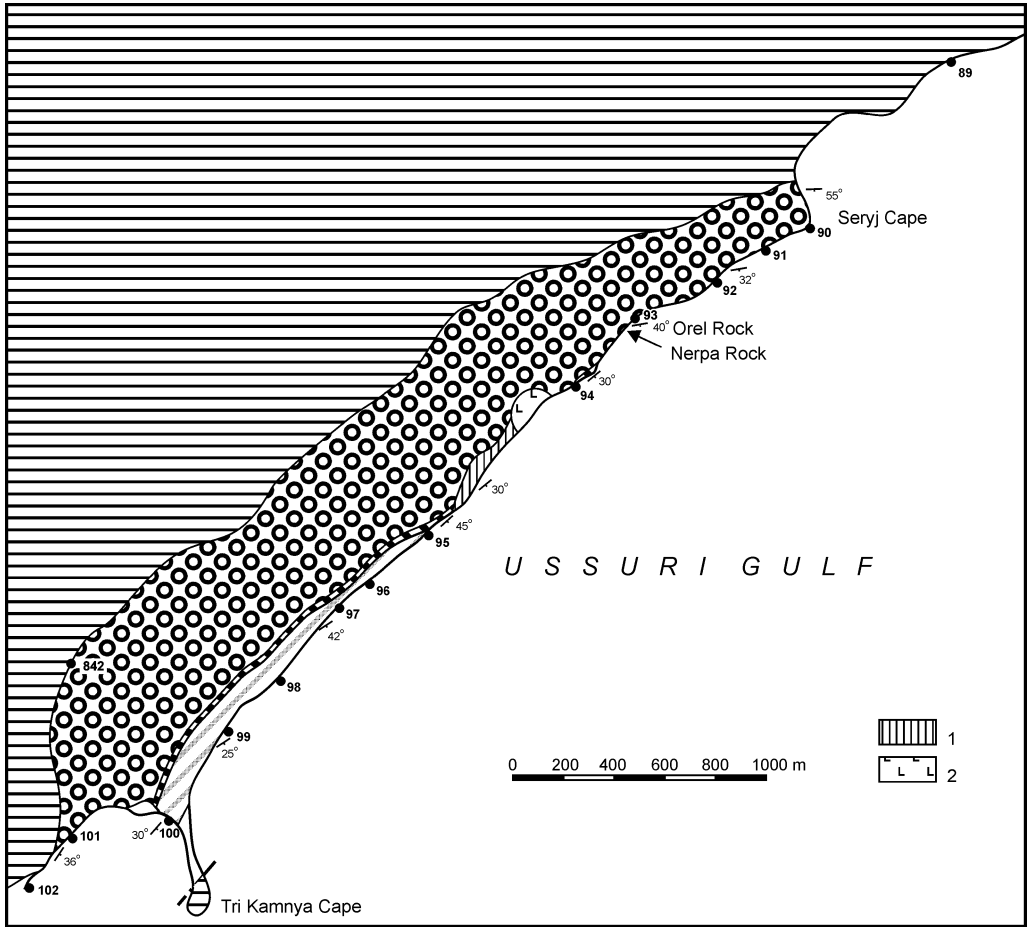 89
55°
Seryj Cape
90
91
32°
92
93
40° Orel Rock
Nerpa Rock
30°
94
30°
45°
95
U S S U R I G U L F
96
97
42°
842
98
99
25°
1
0 200 400 600 800 1000 m
2
30° 100
101
36°
102
Tri Kamnya Cape
L
L
L L